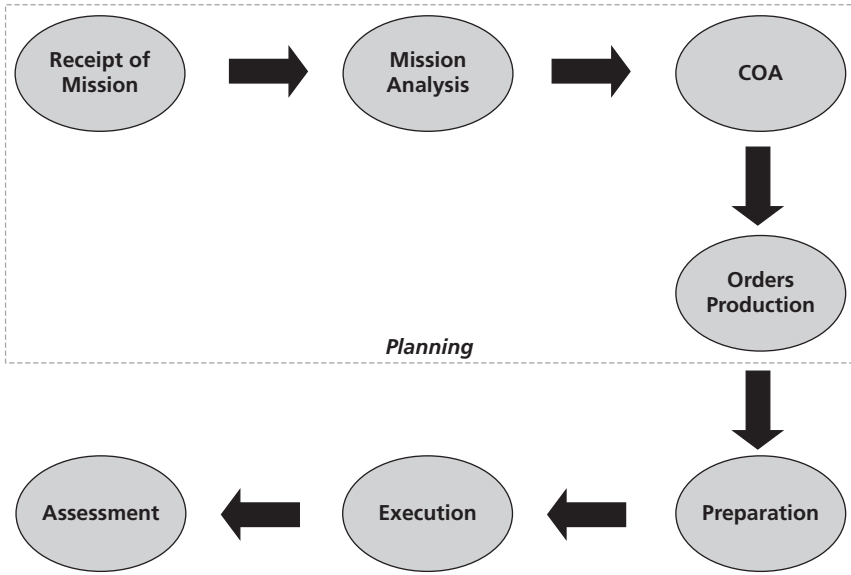 Receipt of
Mission
Mission
Analysis
COA
Orders
Production
Planning
Assessment
Execution
Preparation